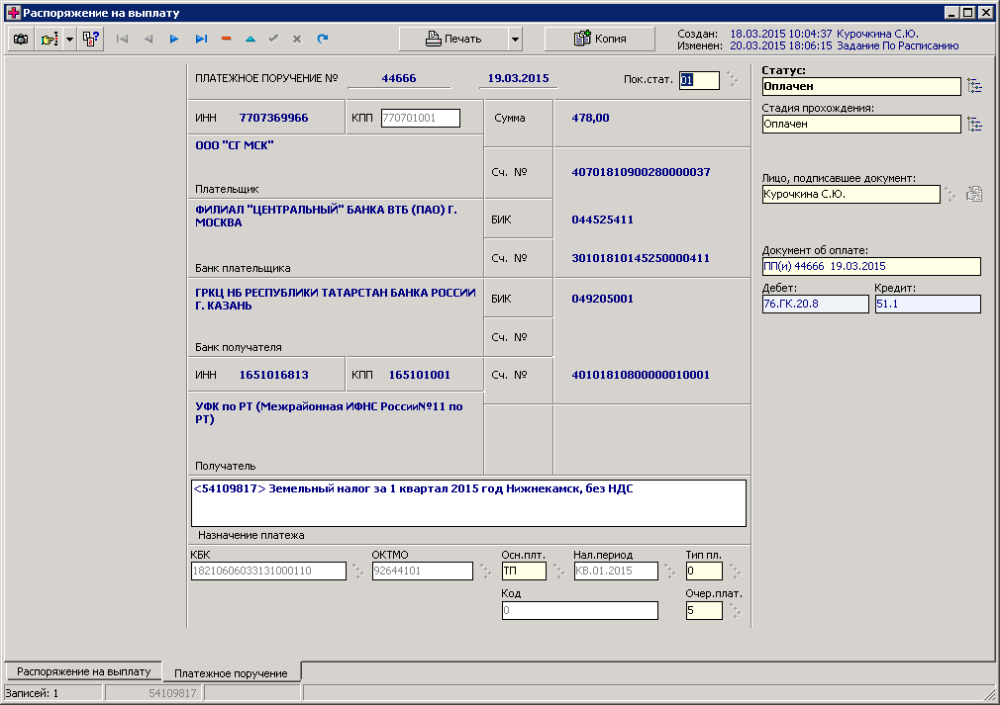 Распоряжение на выплату
Печать
Копия
Создан: 18.03.2015 10:04:37 Курочкина С.Ю.
Изменен: 20.03.2015 18:06:15 Задание По Расписанию
ПЛАТЕЖНОЕ ПОРУЧЕНИЕ № 44666 19.03.2015 Пок.стат. 01
ИНН 7707369966 КПП 770701001 Сумма 478,00
ООО "СГ МСК"
Плательщик
Сч. № 40701810900280000037
ФИЛИАЛ "ЦЕНТРАЛЬНЫЙ" БАНКА ВТБ (ПАО) Г.
МОСКВА
Банк плательщика
БИК 044525411
Сч. № 30101810145250000411
ГРКЦ НБ РЕСПУБЛИКИ ТАТАРСТАН БАНКА РОССИИ
Г. КАЗАНЬ
Банк получателя
БИК 049205001
Сч. №
ИНН 1651016813 КПП 165101001 Сч. № 40101810800000010001
УФК по РТ (Межрайонная ИФНС России№11 по
РТ)
Получатель
<54109817> Земельный налог за 1 квартал 2015 год Нижнекамск, без НДС
Назначение платежа
КБК ОКТМО Осн.плт. Нал.период Тип пл.
18210606033131000110 92644101 ТП КВ.01.2015 0
Код Очер.плат.
0 5
Статус:
Оплачен
Стадия прохождения:
Оплачен
Лицо, подписавшее документ:
Курочкина С.Ю.
Документ об оплате:
ПП(и) 44666 19.03.2015
Дебет: Кредит:
76.ГК.20.8 51.1
Распоряжение на выплату Платежное поручение
Записей: 1 54109817